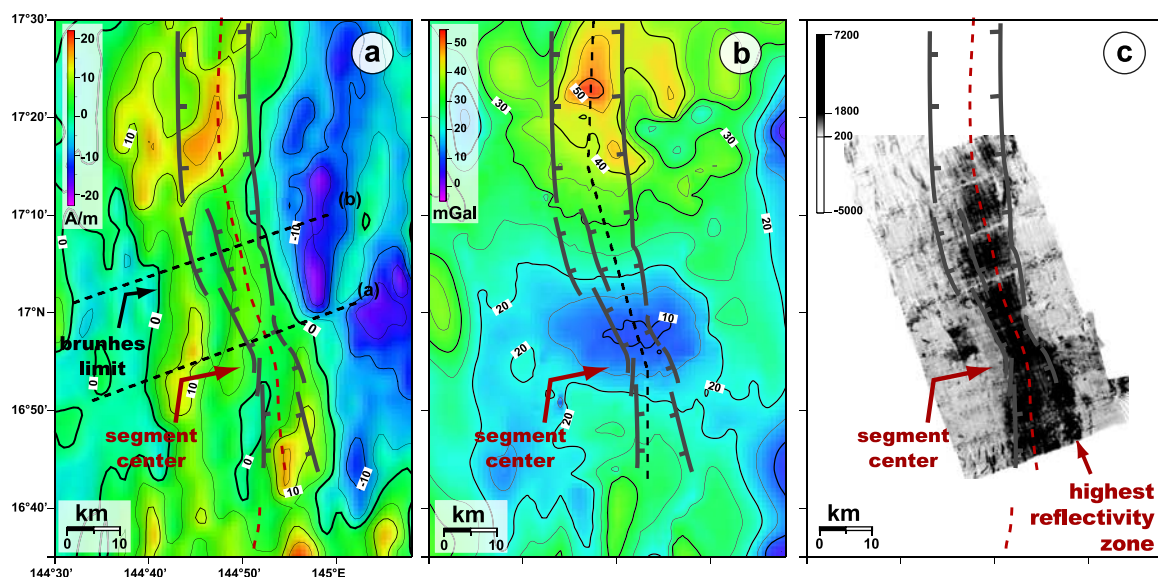 17°30'
17°20'
17°10'
17°N
16°50'
16°40'
144°30'
144°40'
144°50'
145°E
a
20
10
0
-10
-20
A/m
10
0
-10
(b)
(a)
0
0
0
10
0
10
-10
brunhes
limit
segment
center
km
0 10
b
50
40
30
20
10
0
mGal
50
30
40
30
20
20
10
20
20
20
segment
center
km
0 10
c
7200
1800
200
-5000
segment
center
highest
reflectivity
zone
km
0 10